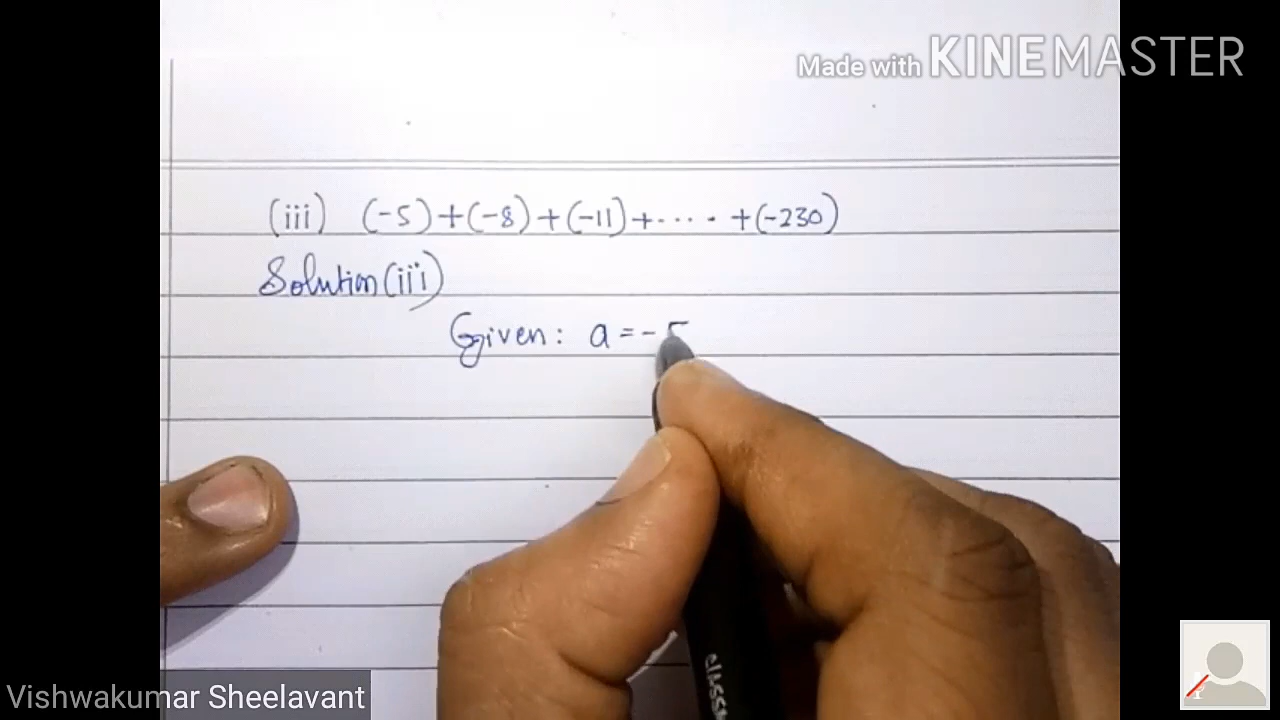 Made with KINEMASTER
(iii) (-5)+(-8)+(-11)+.....+(-230)
Solution(iii)
Given: a=-5
Vishwakumar Sheelavant